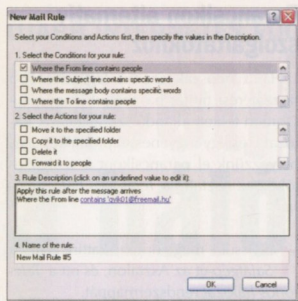 New Mail Rule
Select your Conditions and Actions first, then specify the values in the Description.
1. Select the Conditions for your rule:
Where the From line contains people
Where the Subject line contains specific words
Where the message body contains specific words
Where the To line contains people
2. Select the Actions for your rule:
Move it to the specified folder
Copy it to the specified folder
Delete it
Forward it to people
3. Rule Description (click on an underlined value to edit it):
Apply this rule after the message arrives
Where the From line contains 'qvik01@freemail.hu'
4. Name of the rule:
New Mail Rule #5
OK
Cancel